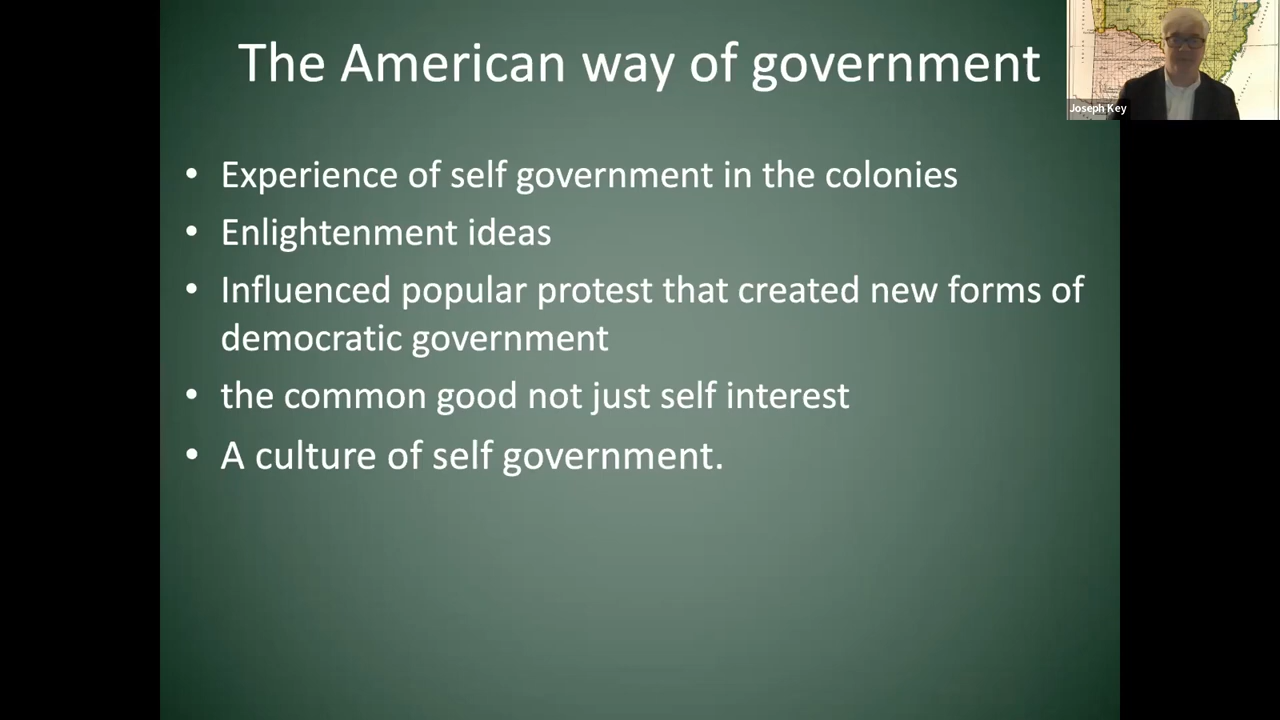 The American way of government
Joseph Key
• Experience of self government in the colonies
• Enlightenment ideas
• Influenced popular protest that created new forms of
democratic government
• the common good not just self interest
• A culture of self government.